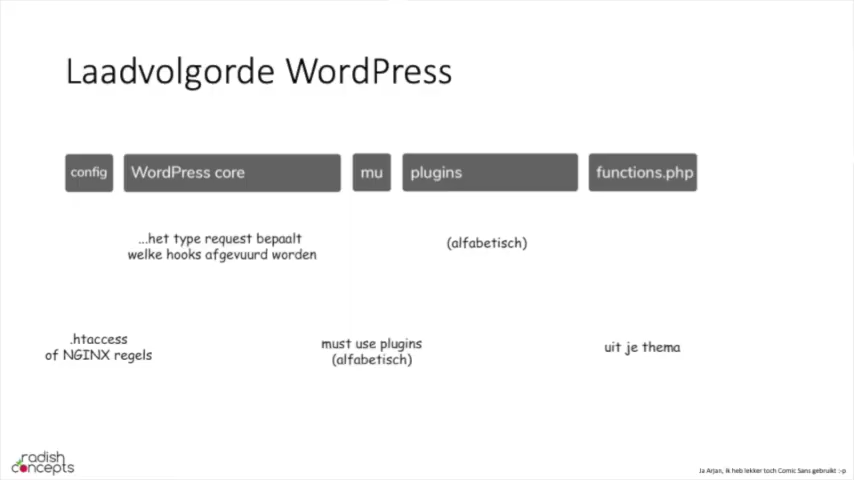 Laadvolgorde WordPress
config
WordPress core
mu
plugins
functions.php
...het type request bepaalt
welke hooks afgevuurd worden
(alfabetisch)
.htaccess
of NGINX regels
must use plugins
(alfabetisch)
uit je thema
radish
concepts
Ja Arjan, ik heb lekker toch Comic Sans gebruikt :-p